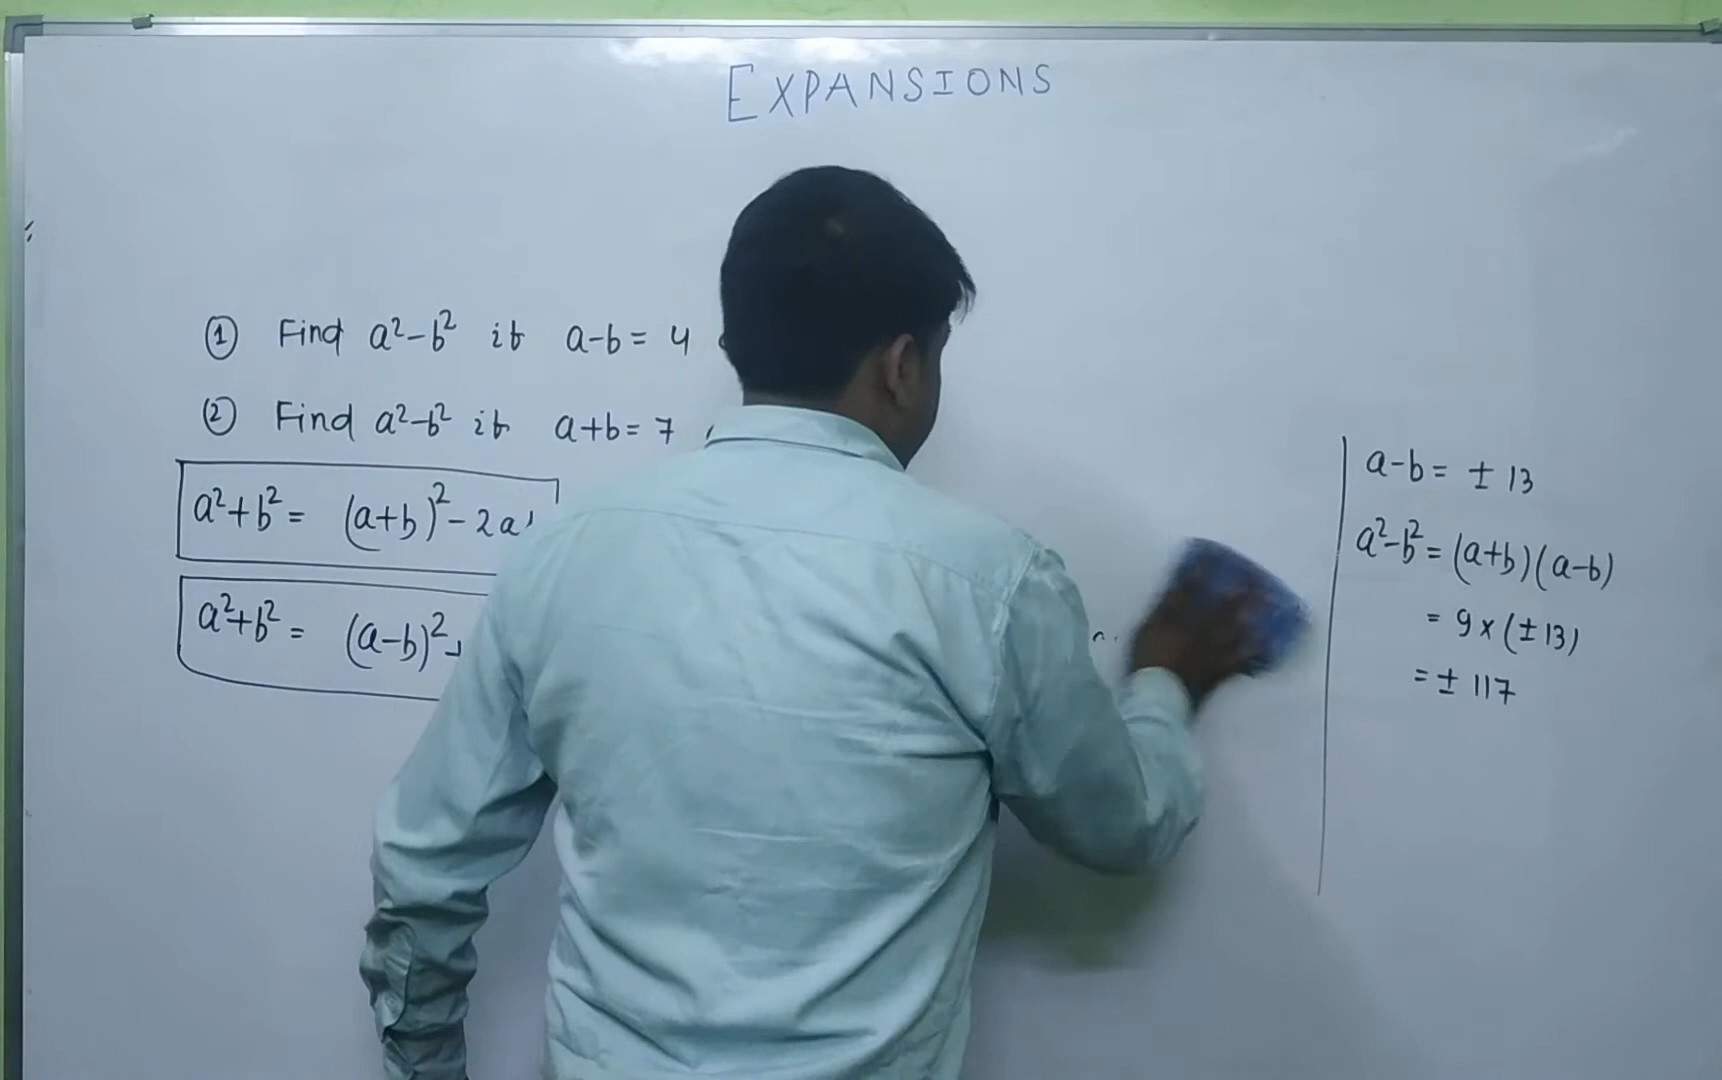 EXPANSIONS
① Find a²-b² if a-b = 4
② Find a²-b² if a+b = 7
a²+b² = (a+b)² - 2a
a²+b² = (a-b)²
a-b = ± 13
a²-b² = (a+b)(a-b)
= 9 x (± 13)
= ± 117